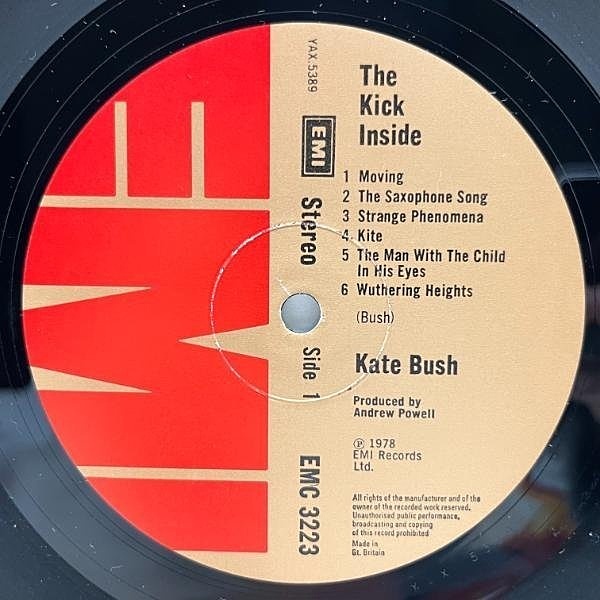 The
Kick
Inside
1 Moving
2 The Saxophone Song
3 Strange Phenomena
4 Kite
5 The Man With The Child
In His Eyes
6 Wuthering Heights
(Bush)
Kate Bush
Produced by
Andrew Powell
Ⓟ 1978
EMI Records
Ltd.
All rights of the manufacturer and of the
owner of the recorded work reserved.
Unauthorised public performance,
broadcasting and copying
of this record prohibited
Made in
Gt. Britain
YAX.5389
EMI Stereo Side 1 EMC 3223
EMI